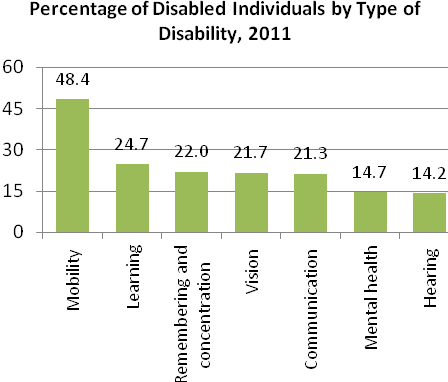 Percentage of Disabled Individuals by Type of
Disability, 2011
60
45
30
15
0
48.4
24.7
22.0
21.7
21.3
14.7
14.2
Mobility
Learning
Remembering and
concentration
Vision
Communication
Mental health
Hearing